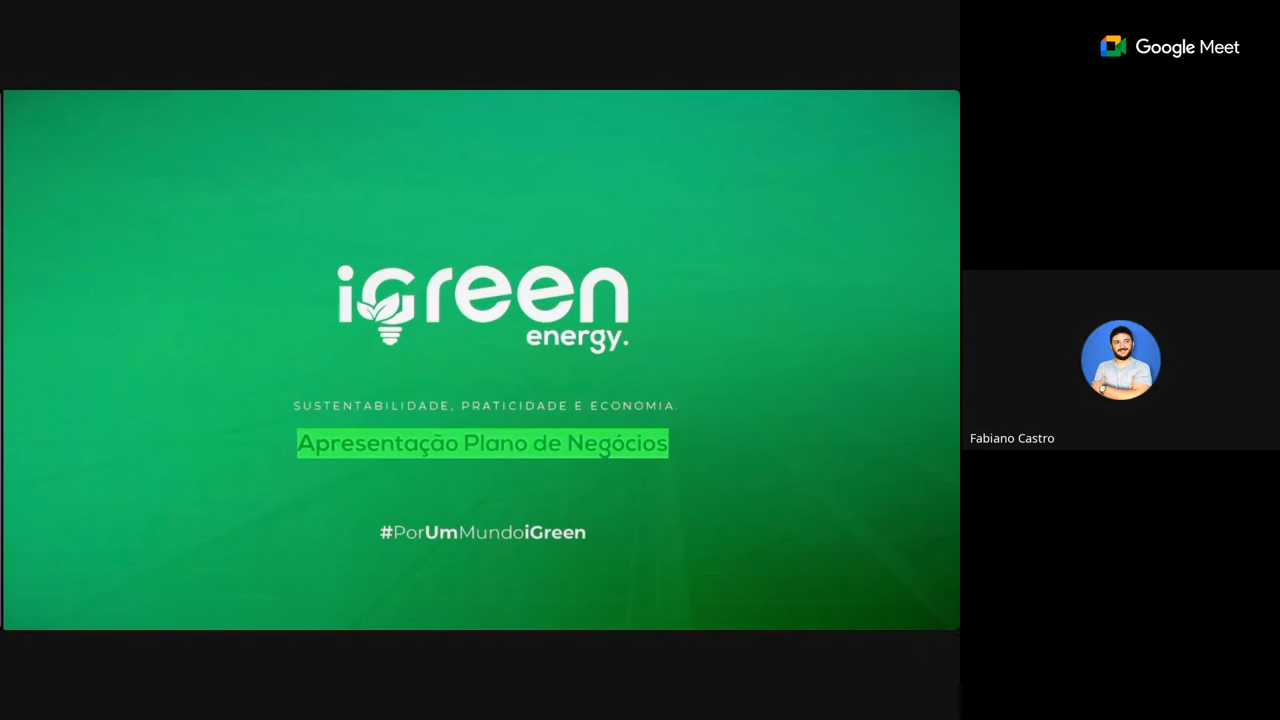 Google Meet
iGreen
energy.
SUSTENTABILIDADE, PRATICIDADE E ECONOMIA.
Apresentação Plano de Negócios
#PorUmMundoiGreen
Fabiano Castro